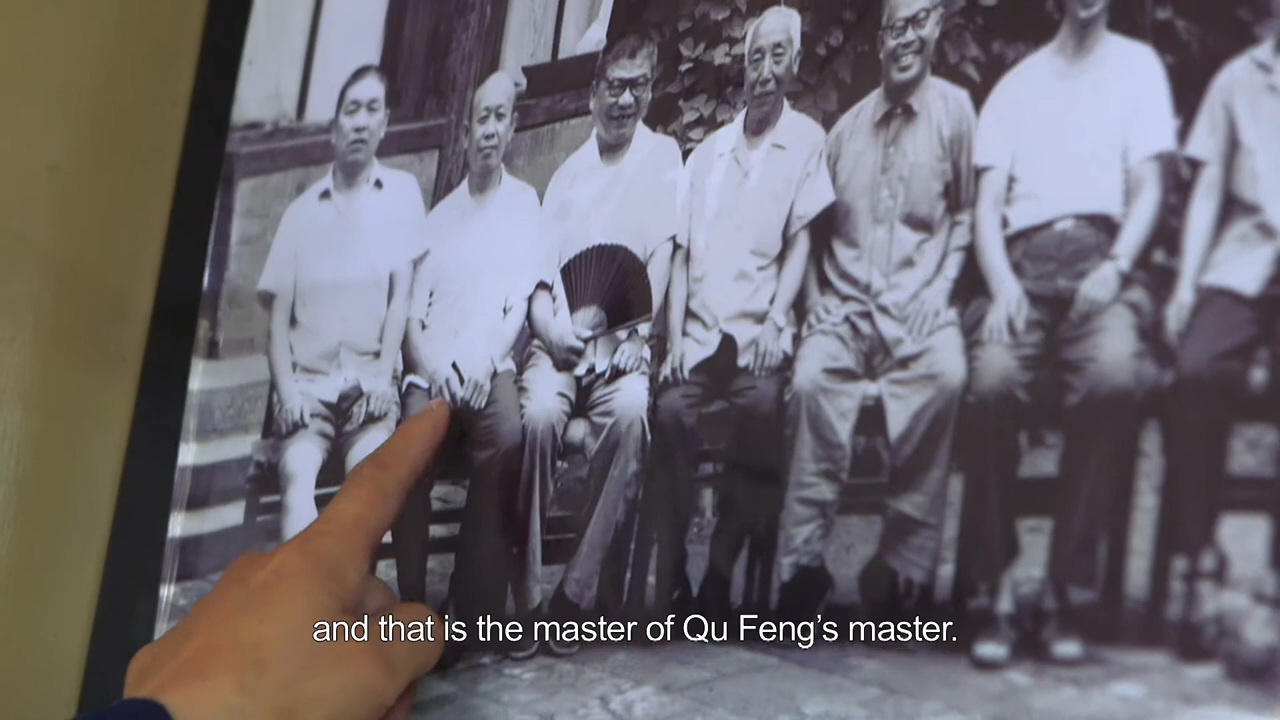 and that is the master of Qu Feng’s master.